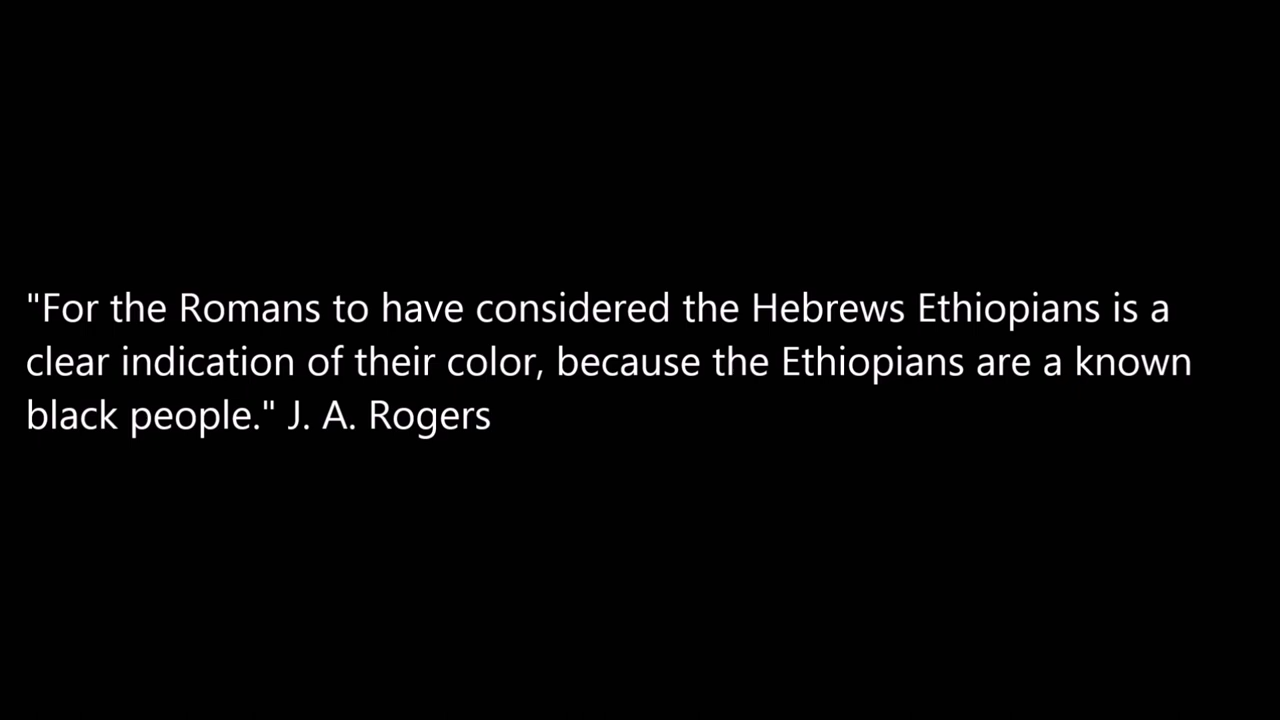 "For the Romans to have considered the Hebrews Ethiopians is a
clear indication of their color, because the Ethiopians are a known
black people." J. A. Rogers